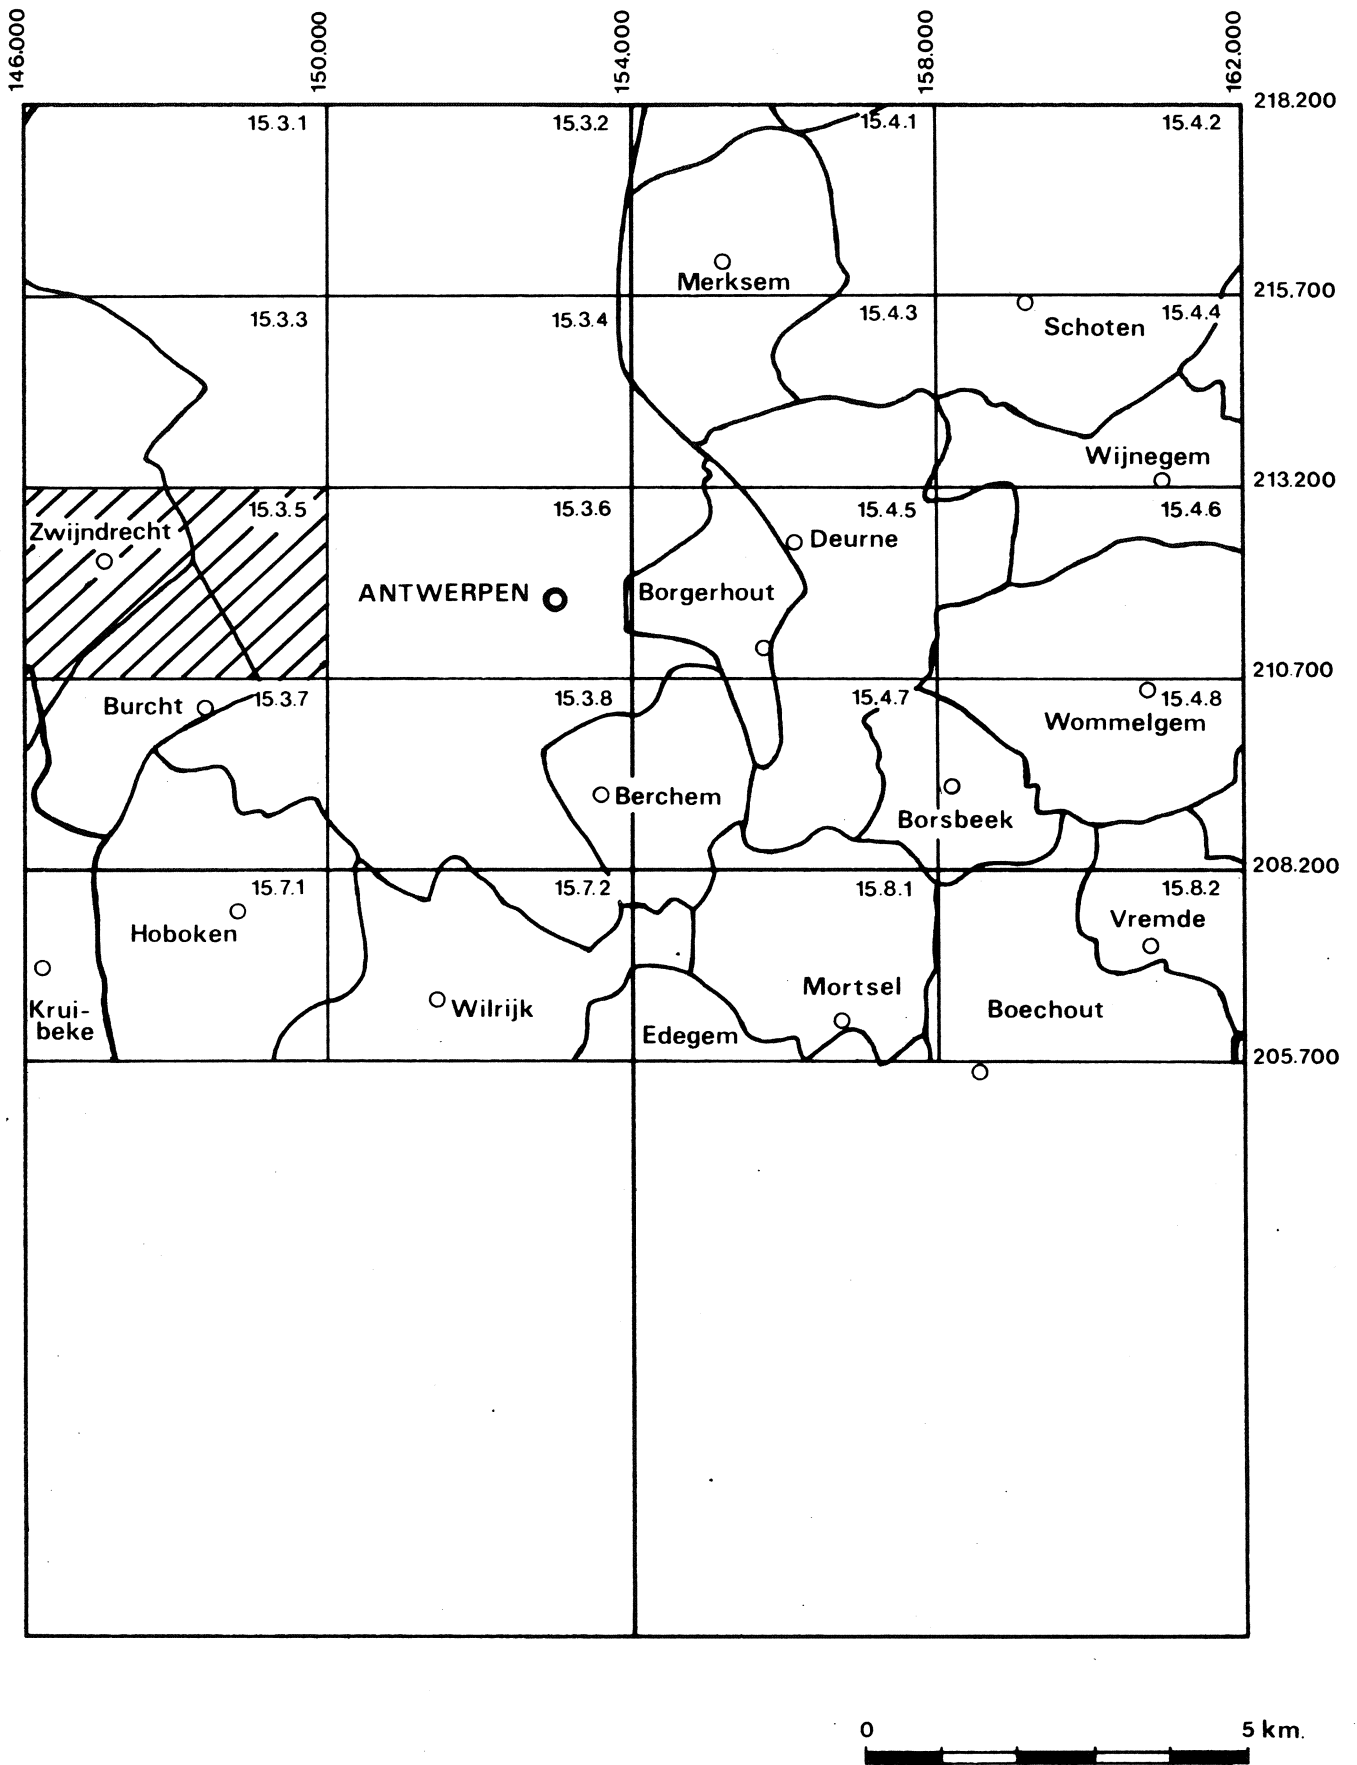 146.000
150.000
154.000
158.000
162.000
218.200
15.3.1
15.3.2
15.4.1
15.4.2
Merksem
215.700
15.3.3
15.3.4
15.4.3
15.4.4
Schoten
Wijnegem
213.200
15.3.5
15.3.6
15.4.5
15.4.6
Zwijndrecht
Deurne
ANTWERPEN
Borgerhout
210.700
Burcht
15.3.7
15.3.8
15.4.7
15.4.8
Wommelgem
Berchem
Borsbeek
208.200
15.7.1
15.7.2
15.8.1
15.8.2
Hoboken
Vremde
Mortsel
Krui-
beke
Wilrijk
Edegem
Boechout
205.700
0
5 km.